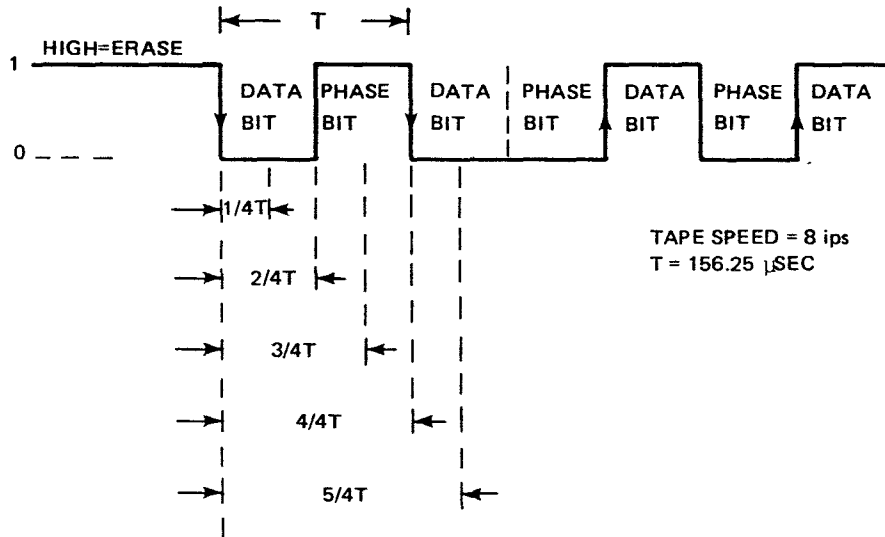 T
HIGH=ERASE
1
DATA BIT
PHASE BIT
DATA BIT
PHASE BIT
DATA BIT
PHASE BIT
DATA BIT
0
1/4T
TAPE SPEED = 8 ips
T = 156.25 μSEC
2/4T
3/4T
4/4T
5/4T